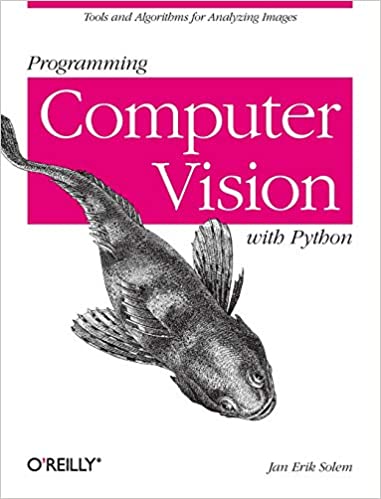 Tools and Algorithms for Analyzing Images
Programming
Computer
Vision
with Python
O'REILLY®
Jan Erik Solem